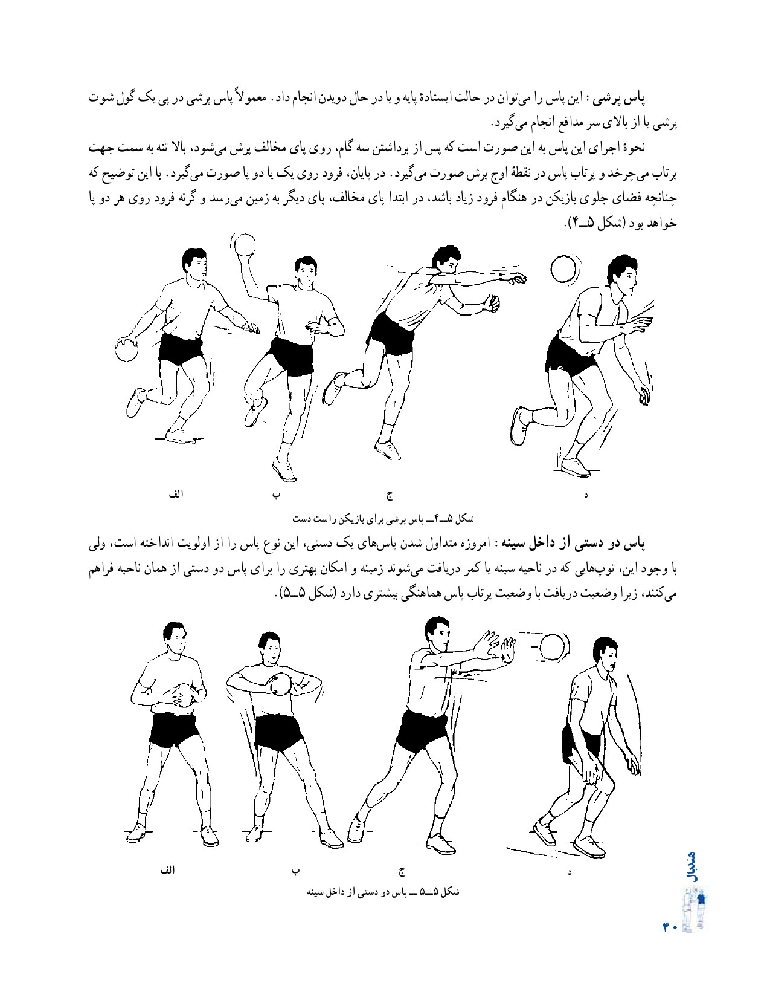 پاس پرشی : این پاس را می‌توان در حالت ایستادهٔ پایه و یا در حال دویدن انجام داد. معمولاً پاس پرشی در پی یک گول شوت
پرشی یا از بالای سر مدافع انجام می‌گیرد.
نحوهٔ اجرای این پاس به این صورت است که پس از برداشتن سه گام، روی پای مخالف پرش می‌شود، بالا تنه به سمت جهت
پرتاب می‌چرخد و پرتاب پاس در نقطهٔ اوج پرش صورت می‌گیرد. در پایان، فرود روی یک یا دو پا صورت می‌گیرد. با این توضیح که
چنانچه فضای جلوی بازیکن در هنگام فرود زیاد باشد، در ابتدا پای مخالف، پای دیگر به زمین می‌رسد و گرنه فرود روی هر دو پا
خواهد بود (شکل ۵ــ۴).
الف ب ج د
شکل ۵ــ۴ــ پاس پرشی برای بازیکن راست دست
پاس دو دستی از داخل سینه : امروزه متداول شدن پاس‌های یک دستی، این نوع پاس را از اولویت انداخته است، ولی
با وجود این، توپ‌هایی که در ناحیه سینه یا کمر دریافت می‌شوند زمینه و امکان بهتری را برای پاس دو دستی از همان ناحیه فراهم
می‌کنند، زیرا وضعیت دریافت با وضعیت پرتاب پاس هماهنگی بیشتری دارد (شکل ۵ــ۵).
الف ب ج د
شکل ۵ــ۵ ــ پاس دو دستی از داخل سینه
هندبال
۴۰